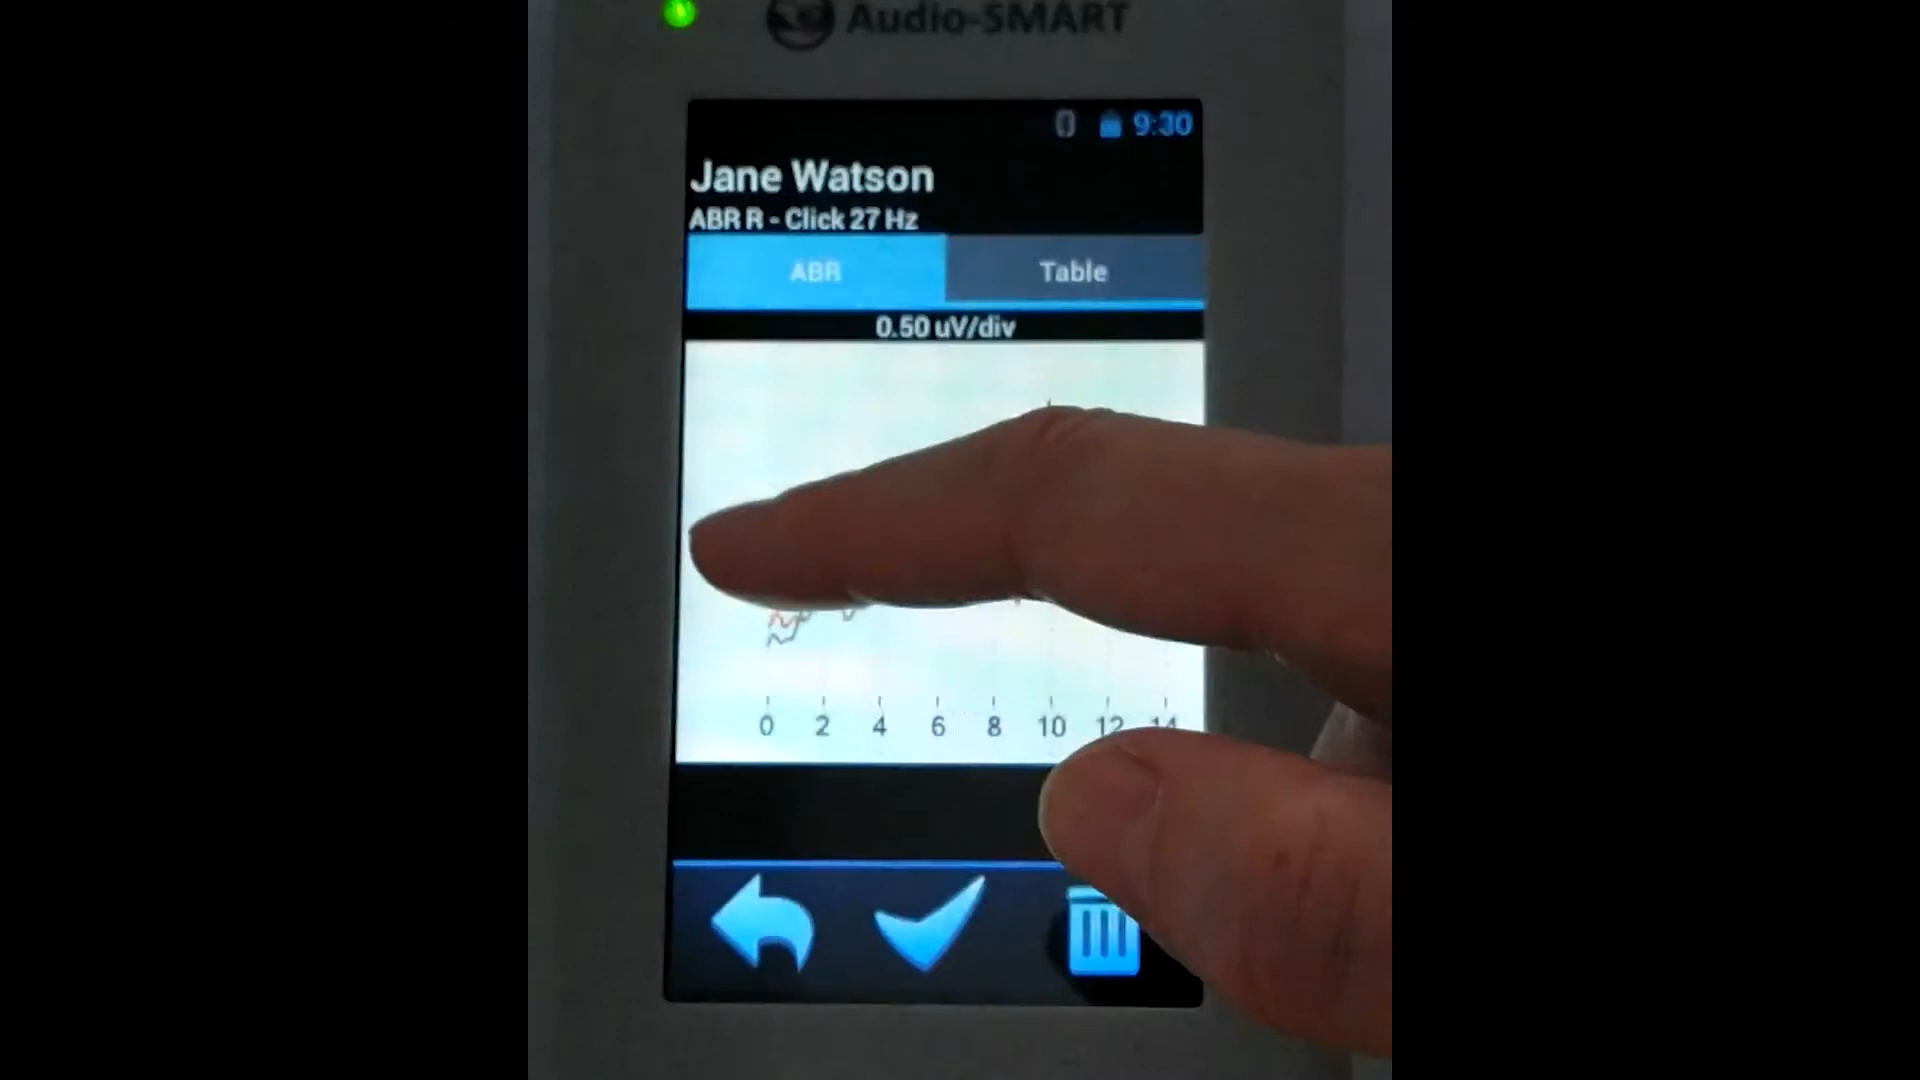 Audio-SMART
9:30
Jane Watson
ABR R - Click 27 Hz
ABR Table
0.50 uV/div
0 2 4 6 8 10 12 14